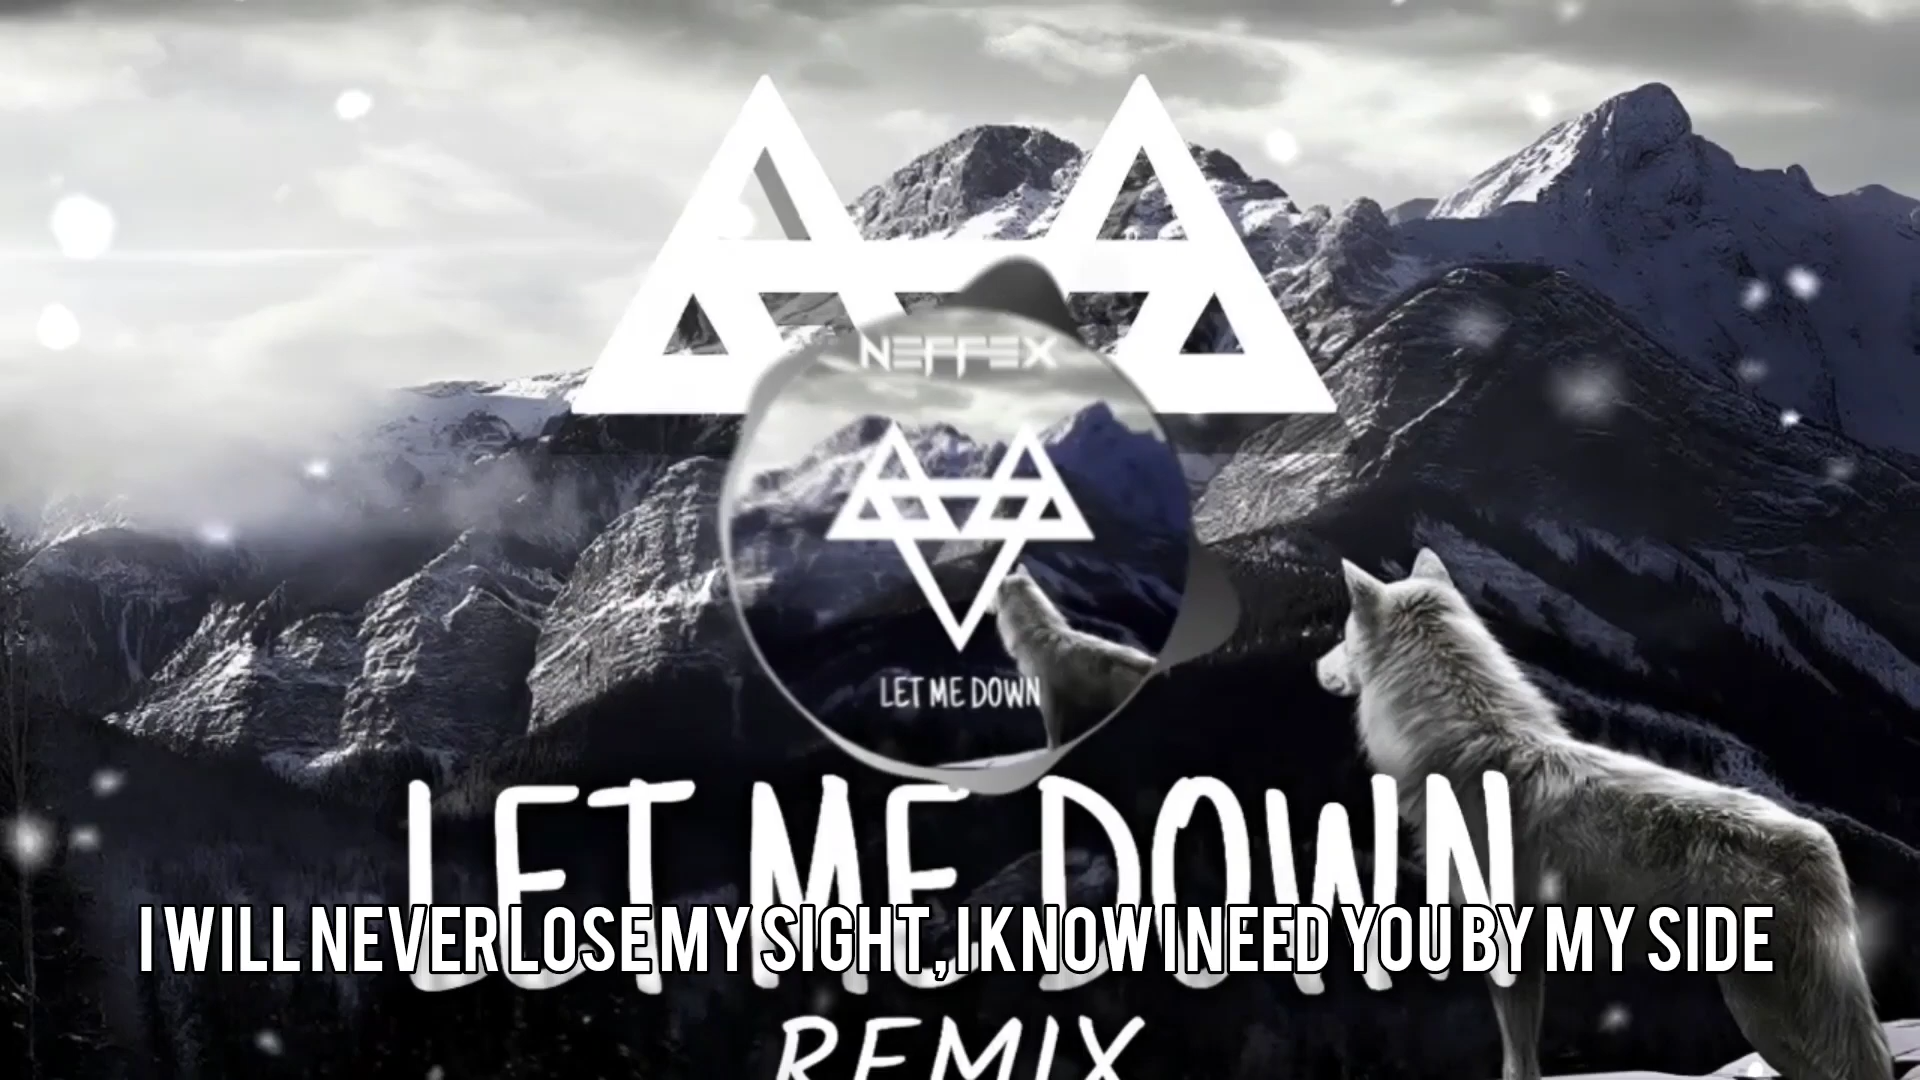 NEFFEX
LET ME DOWN
LET ME DOWN
I WILL NEVER LOSE MY SIGHT, I KNOW I NEED YOU BY MY SIDE
REMIX